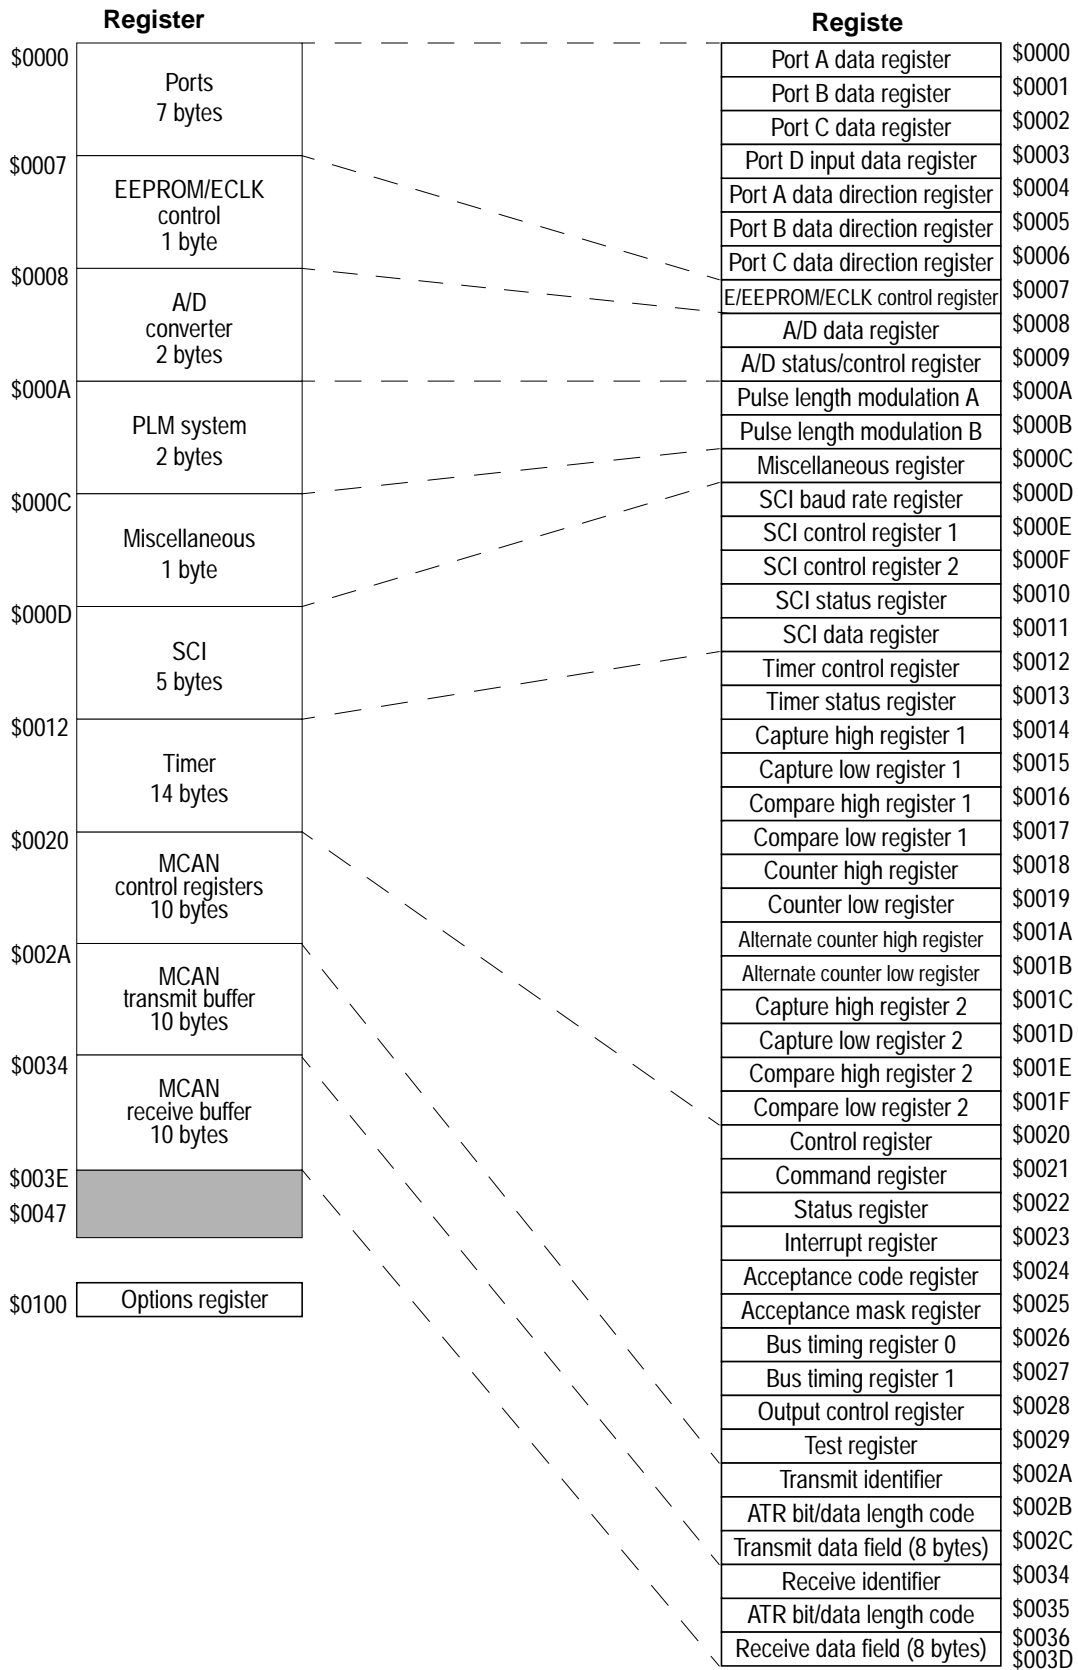 Register
$0000
Ports
7 bytes
$0007
EEPROM/ECLK
control
1 byte
$0008
A/D
converter
2 bytes
$000A
PLM system
2 bytes
$000C
Miscellaneous
1 byte
$000D
SCI
5 bytes
$0012
Timer
14 bytes
$0020
MCAN
control registers
10 bytes
$002A
MCAN
transmit buffer
10 bytes
$0034
MCAN
receive buffer
10 bytes
$003E
$0047
$0100 Options register
Registe
Port A data register $0000
Port B data register $0001
Port C data register $0002
Port D input data register $0003
Port A data direction register $0004
Port B data direction register $0005
Port C data direction register $0006
E/EEPROM/ECLK control register $0007
A/D data register $0008
A/D status/control register $0009
Pulse length modulation A $000A
Pulse length modulation B $000B
Miscellaneous register $000C
SCI baud rate register $000D
SCI control register 1 $000E
SCI control register 2 $000F
SCI status register $0010
SCI data register $0011
Timer control register $0012
Timer status register $0013
Capture high register 1 $0014
Capture low register 1 $0015
Compare high register 1 $0016
Compare low register 1 $0017
Counter high register $0018
Counter low register $0019
Alternate counter high register $001A
Alternate counter low register $001B
Capture high register 2 $001C
Capture low register 2 $001D
Compare high register 2 $001E
Compare low register 2 $001F
Control register $0020
Command register $0021
Status register $0022
Interrupt register $0023
Acceptance code register $0024
Acceptance mask register $0025
Bus timing register 0 $0026
Bus timing register 1 $0027
Output control register $0028
Test register $0029
Transmit identifier $002A
ATR bit/data length code $002B
Transmit data field (8 bytes) $002C
Receive identifier $0034
ATR bit/data length code $0035
Receive data field (8 bytes) $0036
$003D